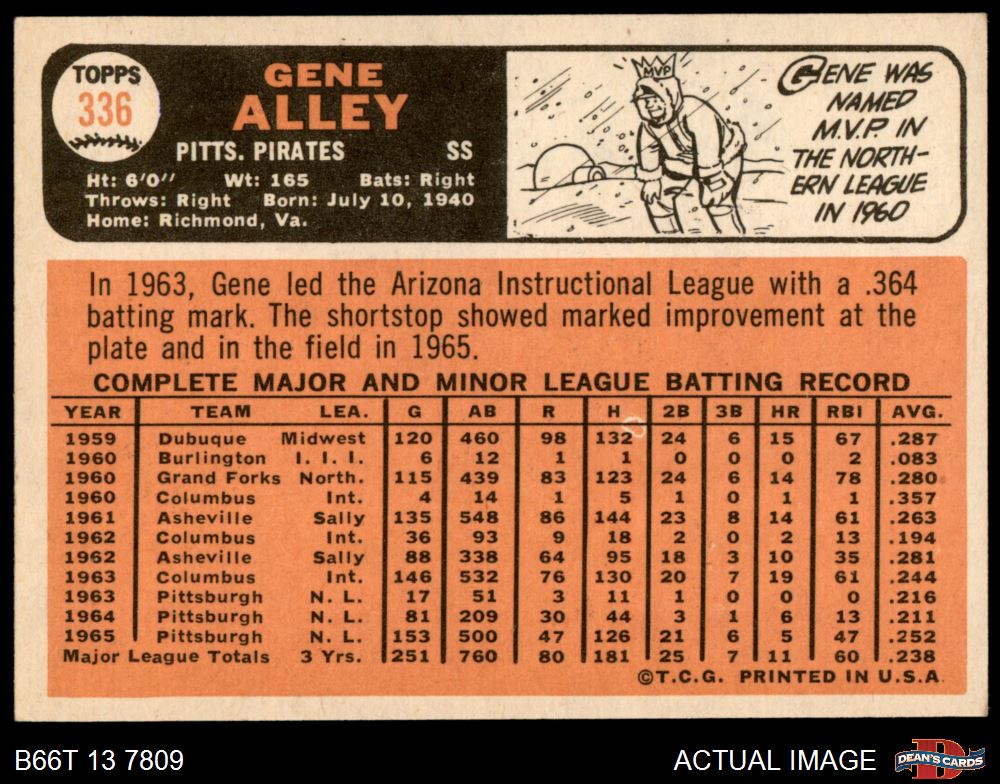 TOPPS
336
GENE
ALLEY
PITTS. PIRATES SS
Ht: 6'0" Wt: 165 Bats: Right
Throws: Right Born: July 10, 1940
Home: Richmond, Va.
MVP
GENE WAS
NAMED
M.V.P. IN
THE NORTH-
ERN LEAGUE
IN 1960
In 1963, Gene led the Arizona Instructional League with a .364
batting mark. The shortstop showed marked improvement at the
plate and in the field in 1965.
COMPLETE MAJOR AND MINOR LEAGUE BATTING RECORD
YEAR TEAM LEA. G AB R H 2B 3B HR RBI AVG.
1959 Dubuque Midwest 120 460 98 132 24 6 15 67 .287
1960 Burlington I. I. I. 6 12 1 1 0 0 0 2 .083
1960 Grand Forks North. 115 439 83 123 24 6 14 78 .280
1960 Columbus Int. 4 14 1 5 1 0 1 1 .357
1961 Asheville Sally 135 548 86 144 23 8 14 61 .263
1962 Columbus Int. 36 93 9 18 2 0 2 13 .194
1962 Asheville Sally 88 338 64 95 18 3 10 35 .281
1963 Columbus Int. 146 532 76 130 20 7 19 61 .244
1963 Pittsburgh N. L. 17 51 3 11 1 0 0 0 .216
1964 Pittsburgh N. L. 81 209 30 44 3 1 6 13 .211
1965 Pittsburgh N. L. 153 500 47 126 21 6 5 47 .252
Major League Totals 3 Yrs. 251 760 80 181 25 7 11 60 .238
©T.C.G. PRINTED IN U.S.A.
B66T 13 7809
ACTUAL IMAGE
D
DEAN'S CARDS